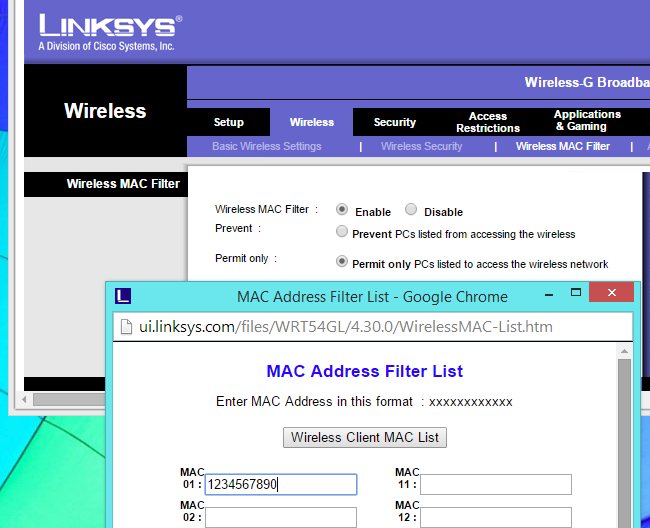 LINKSYS®
A Division of Cisco Systems, Inc.
Wireless-G Broadba
Wireless
Setup
Wireless
Security
Access
Restrictions
Applications
& Gaming
Basic Wireless Settings | Wireless Security | Wireless MAC Filter |
Wireless MAC Filter
Wireless MAC Filter : Enable Disable
Prevent : Prevent PCs listed from accessing the wireless
Permit only : Permit only PCs listed to access the wireless network
L MAC Address Filter List - Google Chrome
ui.linksys.com/files/WRT54GL/4.30.0/WirelessMAC-List.htm
MAC Address Filter List
Enter MAC Address in this format : xxxxxxxxxxxx
Wireless Client MAC List
MAC
01 : 1234567890
MAC
11 :
MAC
02 :
MAC
12 :